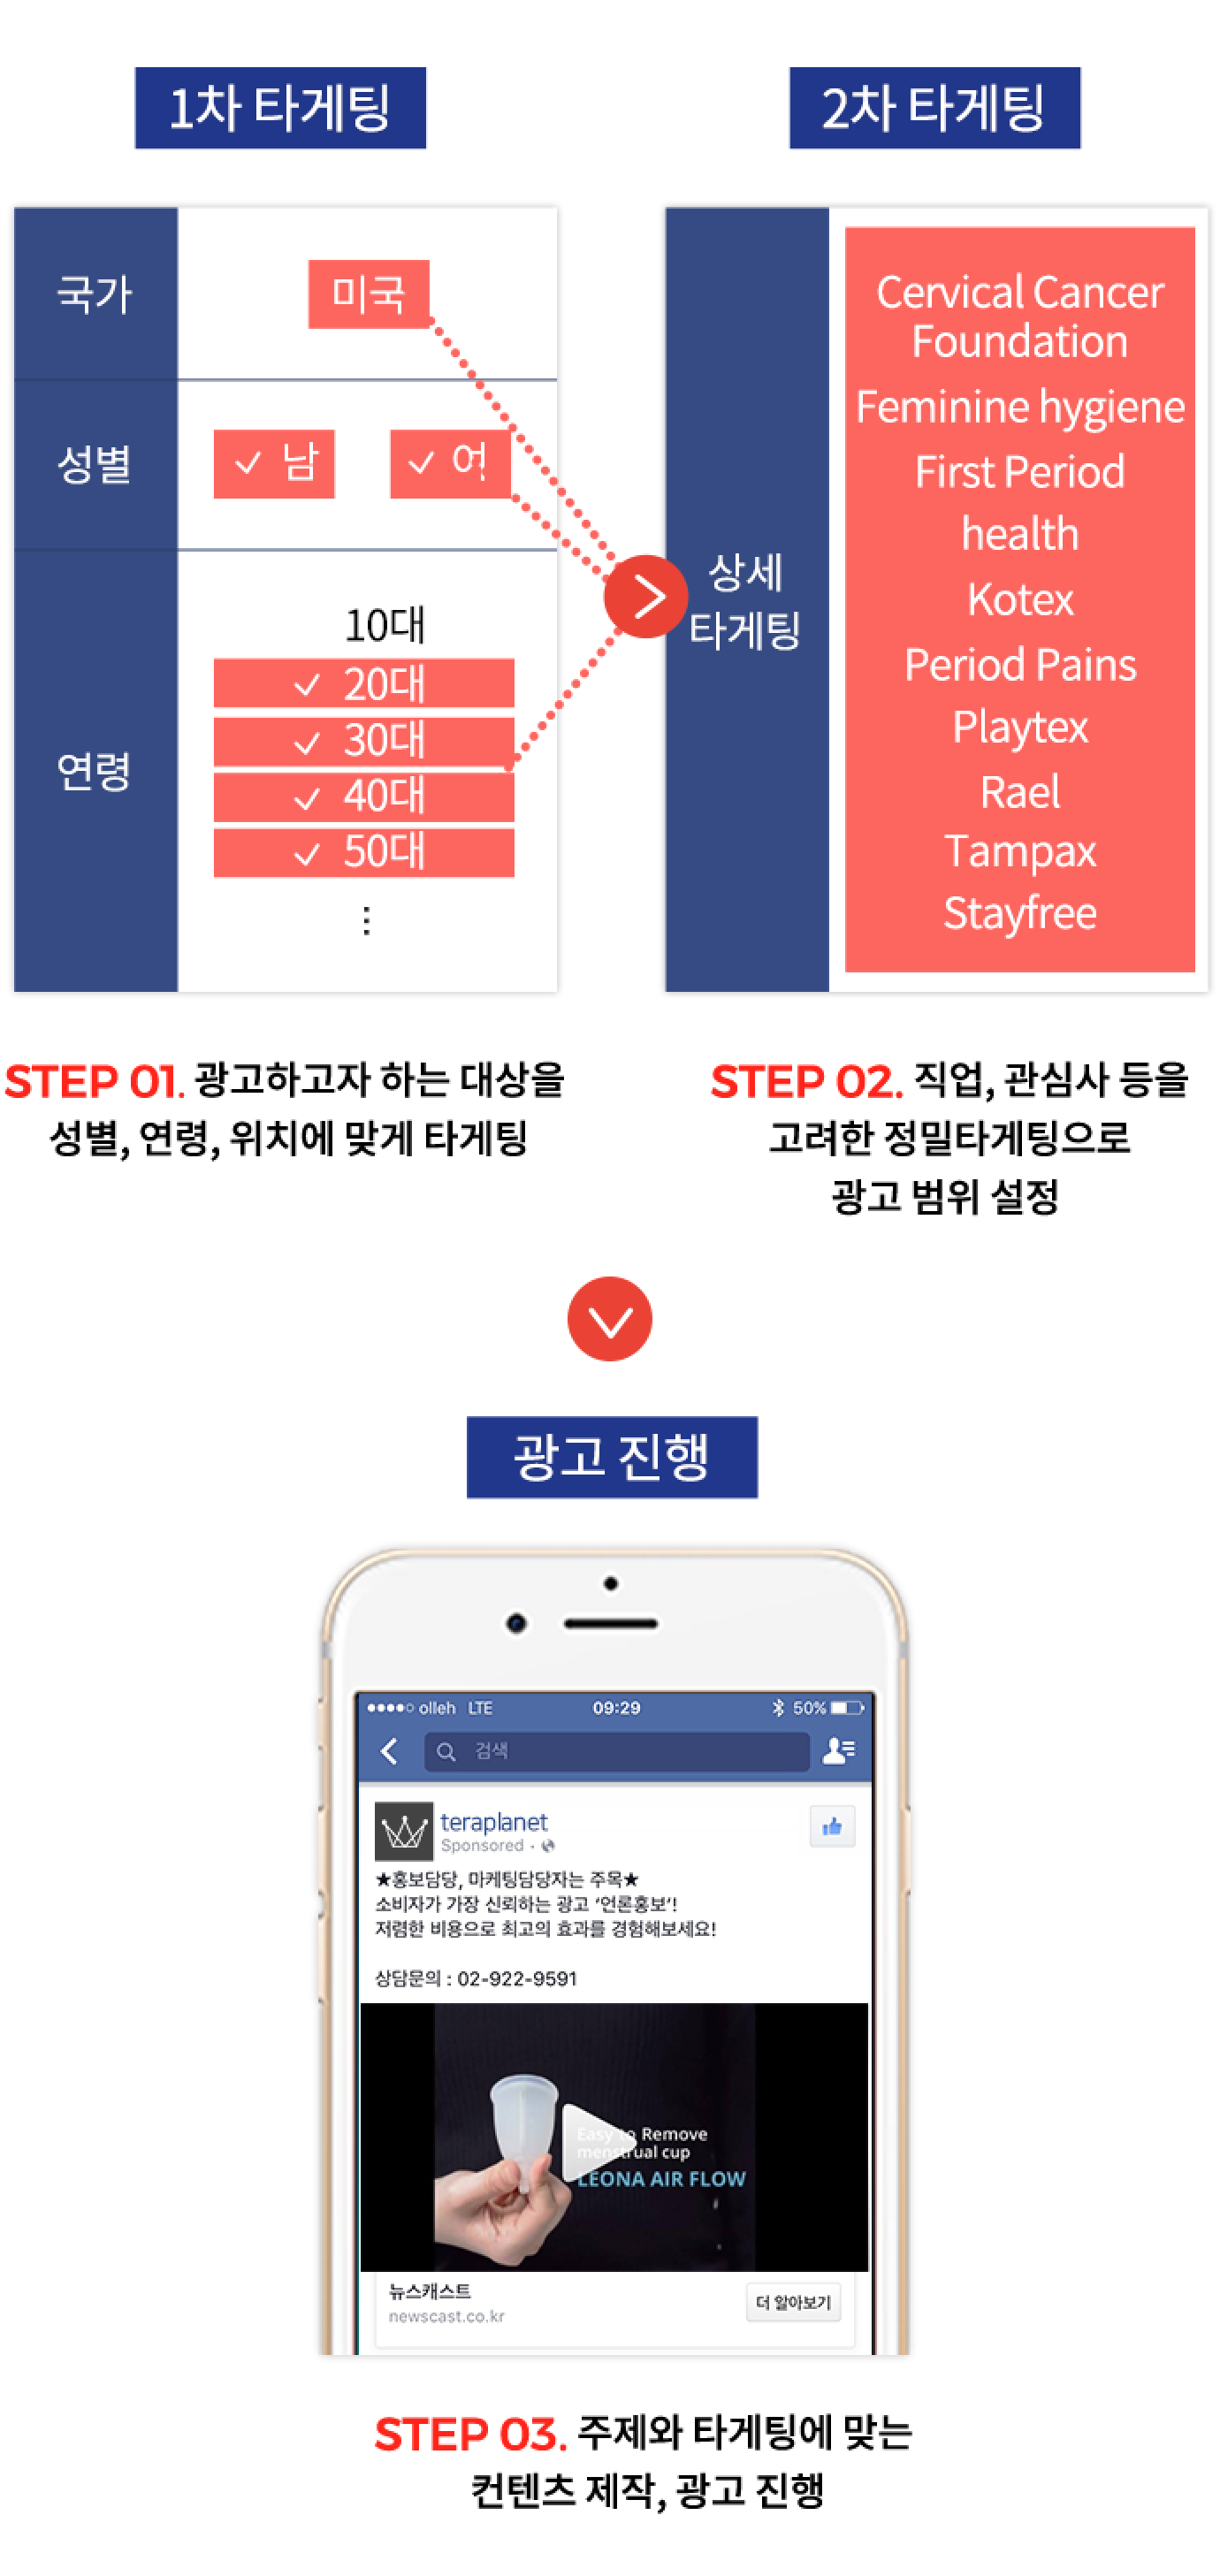 1차 타게팅
국가
미국
성별
남
여
연령
10대
20대
30대
40대
50대
⋮
STEP 01. 광고하고자 하는 대상을
성별, 연령, 위치에 맞게 타게팅
2차 타게팅
상세
타게팅
Cervical Cancer
Foundation
Feminine hygiene
First Period
health
Kotex
Period Pains
Playtex
Rael
Tampax
Stayfree
STEP 02. 직업, 관심사 등을
고려한 정밀타게팅으로
광고 범위 설정
광고 진행
olleh LTE 09:29 50%
검색
teraplanet
Sponsored ·
★홍보담당, 마케팅담당자는 주목★
소비자가 가장 신뢰하는 광고 ‘언론홍보’!
저렴한 비용으로 최고의 효과를 경험해보세요!
상담문의 : 02-922-9591
Easy to Remove
menstrual cup
LEONA AIR FLOW
뉴스캐스트
newscast.co.kr
더 알아보기
STEP 03. 주제와 타게팅에 맞는
컨텐츠 제작, 광고 진행